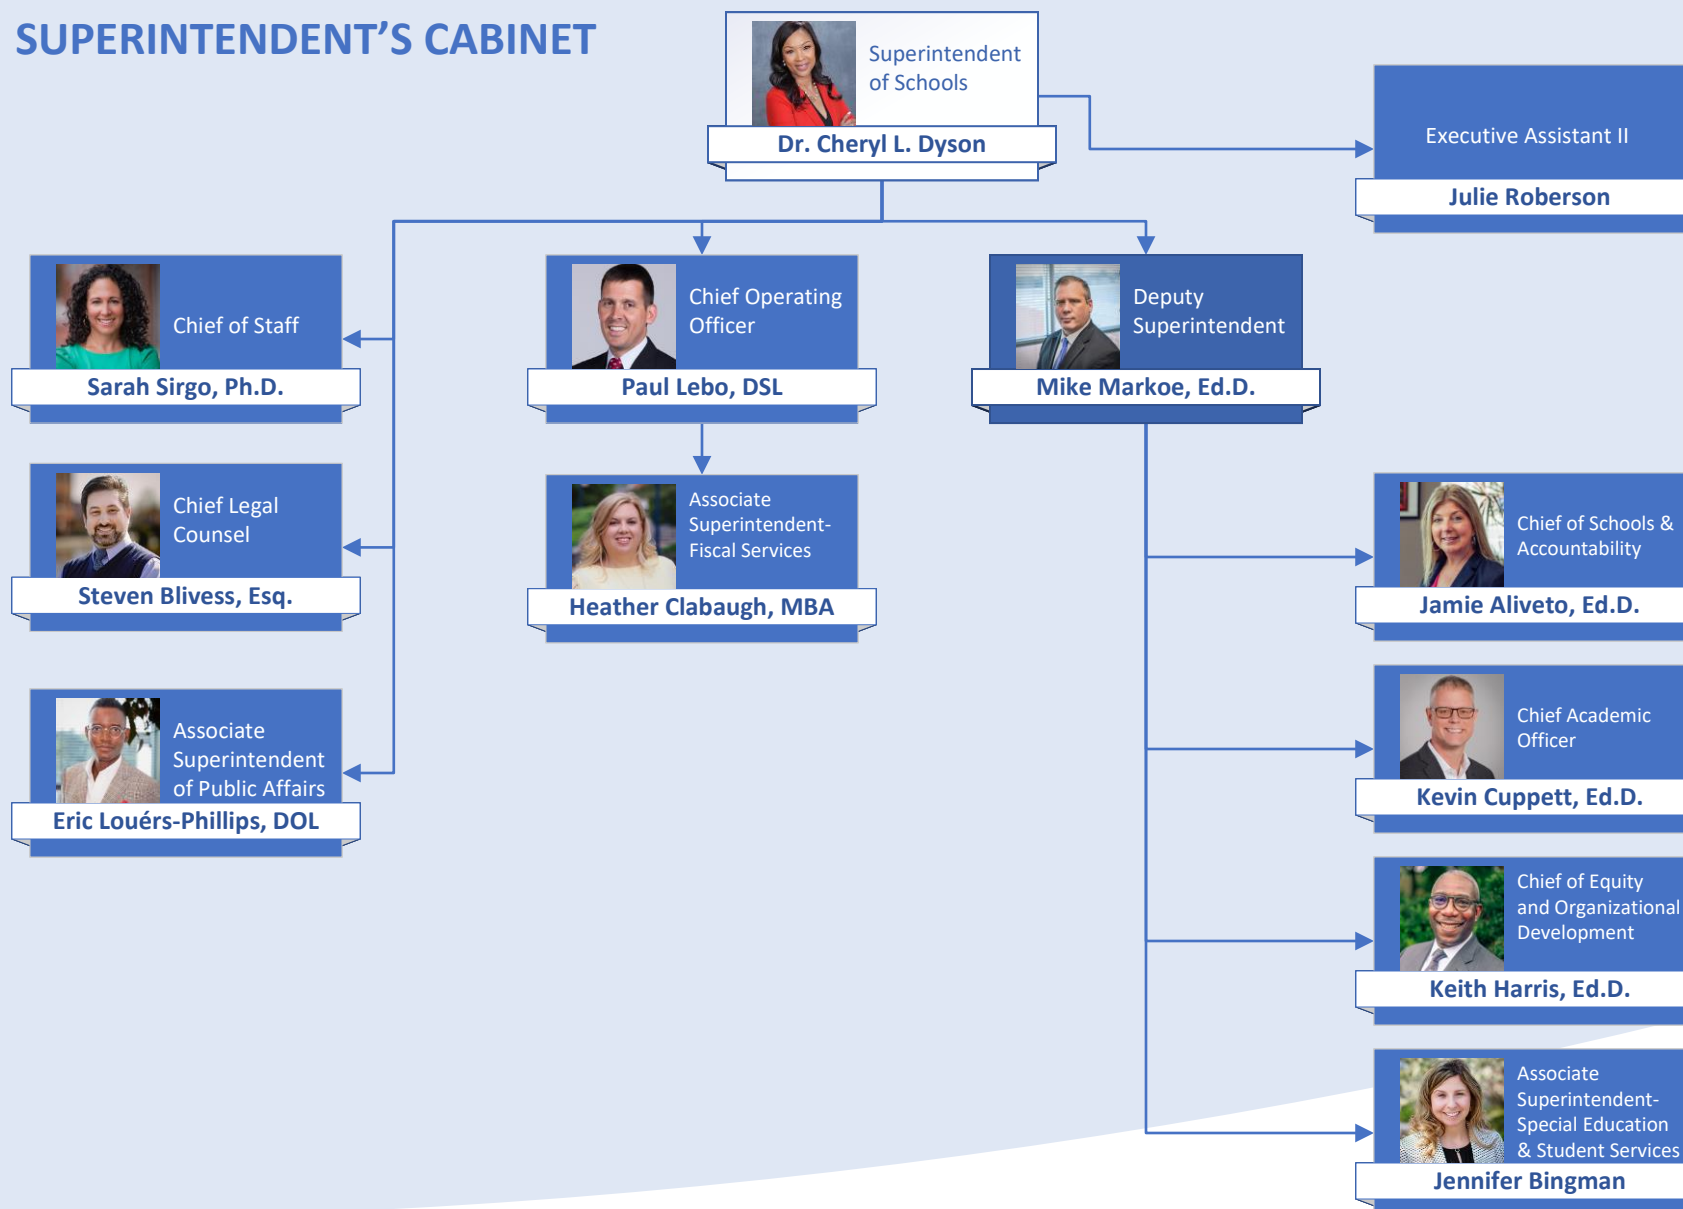 SUPERINTENDENT’S CABINET
Superintendent
of Schools
Dr. Cheryl L. Dyson
Executive Assistant II
Julie Roberson
Chief of Staff
Sarah Sirgo, Ph.D.
Chief Operating
Officer
Paul Lebo, DSL
Deputy
Superintendent
Mike Markoe, Ed.D.
Chief Legal
Counsel
Steven Blivess, Esq.
Associate
Superintendent-
Fiscal Services
Heather Clabaugh, MBA
Chief of Schools &
Accountability
Jamie Aliveto, Ed.D.
Associate
Superintendent
of Public Affairs
Eric Louérs-Phillips, DOL
Chief Academic
Officer
Kevin Cuppett, Ed.D.
Chief of Equity
and Organizational
Development
Keith Harris, Ed.D.
Associate
Superintendent-
Special Education
& Student Services
Jennifer Bingman